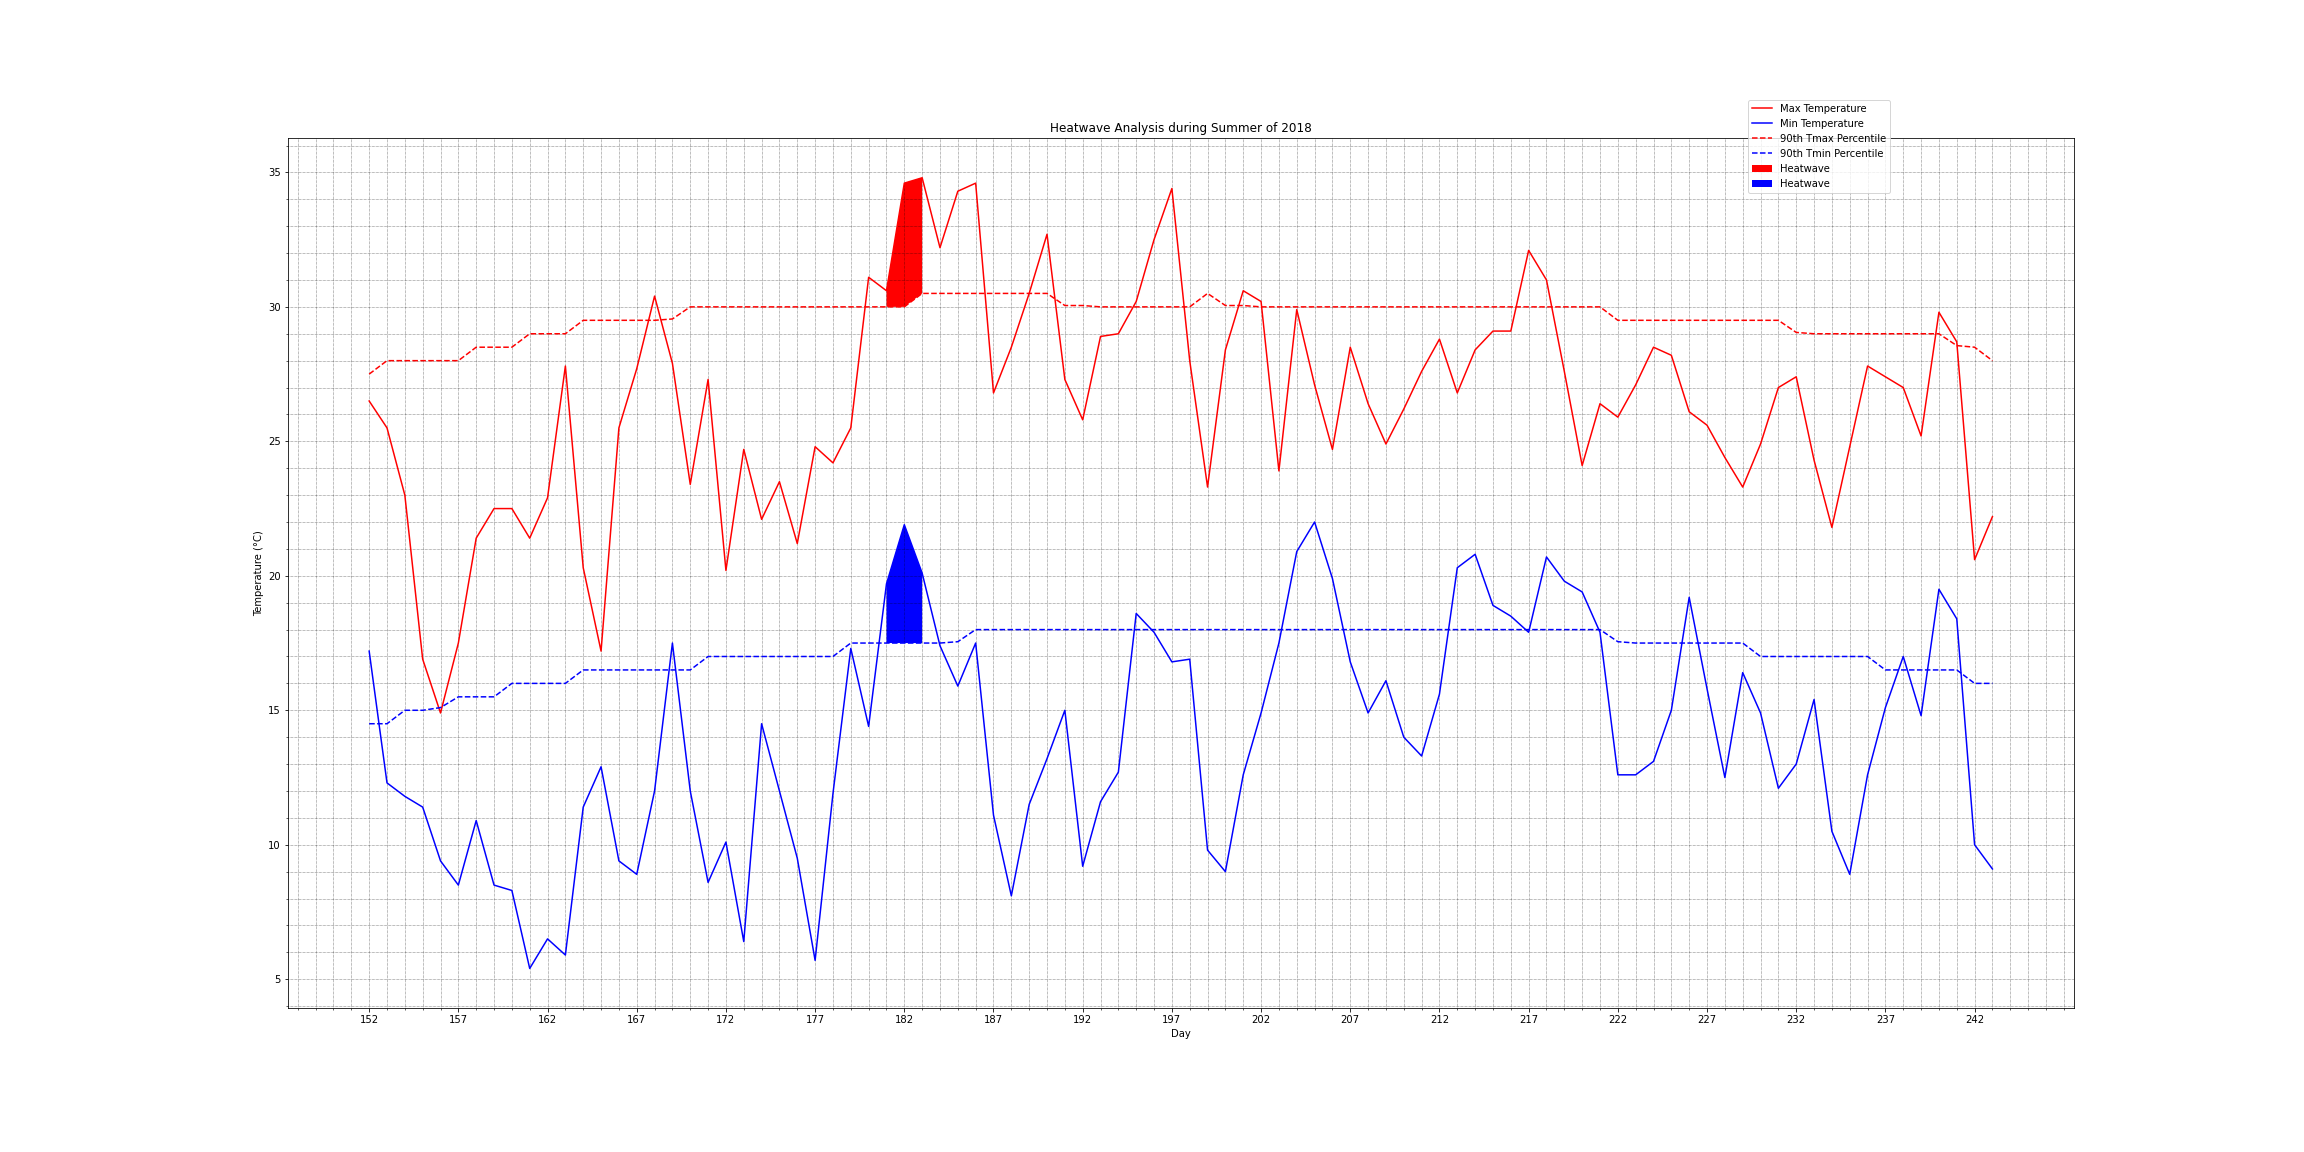 Max Temperature
Min Temperature
90th Tmax Percentile
90th Tmin Percentile
Heatwave
Heatwave
Heatwave Analysis during Summer of 2018
35
30
25
20
15
10
5
Temperature (°C)
152 157 162 167 172 177 182 187 192 197 202 207 212 217 222 227 232 237 242
Day